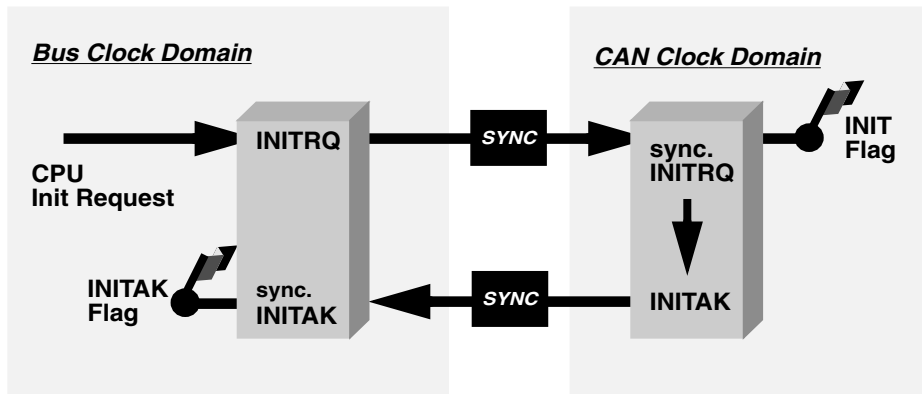 Bus Clock Domain
CAN Clock Domain
CPU
Init Request
INITRQ
SYNC
sync.
INITRQ
INIT
Flag
INITAK
Flag
sync.
INITAK
SYNC
INITAK